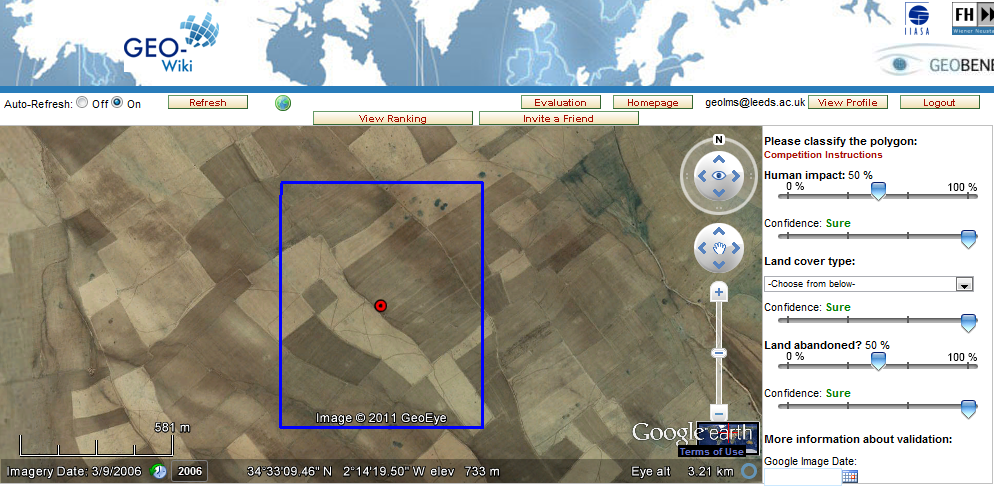 GEO-
Wiki
IIASA
FH
Wiener Neustadt
GEOBENE
Auto-Refresh: Off On
Refresh
Evaluation
Homepage
geolms@leeds.ac.uk
View Profile
Logout
View Ranking
Invite a Friend
N
Please classify the polygon:
Competition Instructions
Human impact: 50 %
0 %
100 %
Confidence: Sure
Land cover type:
-Choose from below-
Confidence: Sure
Land abandoned? 50 %
0 %
100 %
Confidence: Sure
More information about validation:
Google Image Date:
Image © 2011 GeoEye
581 m
Google earth
Terms of Use
Imagery Date: 3/9/2006
2006
34°33'09.46" N 2°14'19.50" W elev 733 m
Eye alt 3.21 km